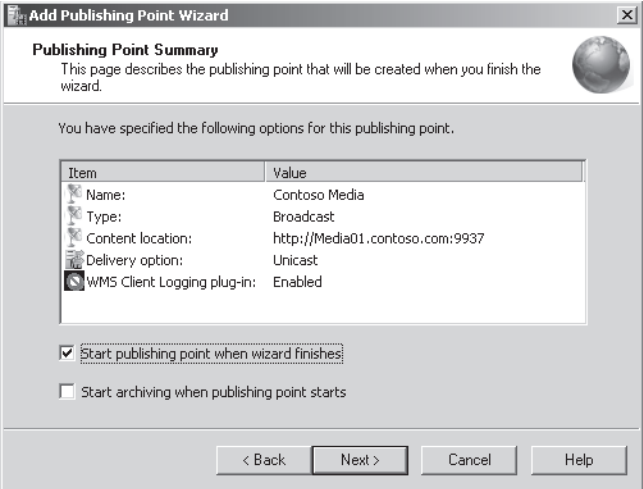 Add Publishing Point Wizard
Publishing Point Summary
This page describes the publishing point that will be created when you finish the
wizard.
You have specified the following options for this publishing point.
Item Value
Name: Contoso Media
Type: Broadcast
Content location: http://Media01.contoso.com:9937
Delivery option: Unicast
WMS Client Logging plug-in: Enabled
Start publishing point when wizard finishes
Start archiving when publishing point starts
< Back Next > Cancel Help